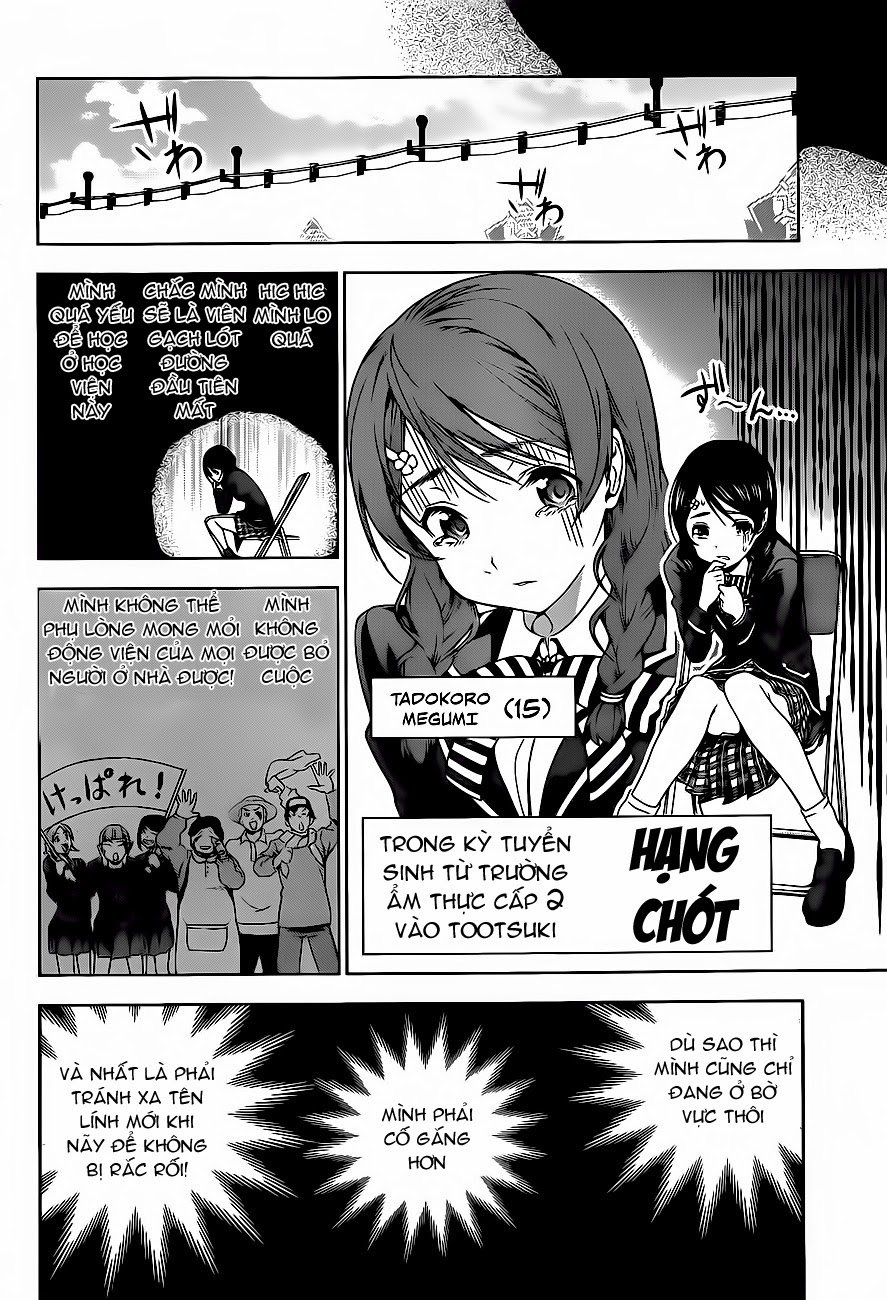 ざわ
ざわ
ざわ
ず〜ん…
TADOKORO
MEGUMI (15)
TRONG KỲ TUYỂN
SINH TỪ TRƯỜNG
ẨM THỰC CẤP 2
VÀO TOOTSUKI
HẠNG
CHÓT
HIC HIC
MÌNH LO
QUÁ
CHẮC MÌNH
SẼ LÀ VIÊN
GẠCH LÓT
ĐƯỜNG
ĐẦU TIÊN
MẤT
MÌNH
QUÁ YẾU
ĐỂ HỌC
Ở HỌC
VIỆN
NÀY
MÌNH
KHÔNG
ĐƯỢC BỎ
CUỘC
MÌNH KHÔNG THỂ
PHỤ LÒNG MONG MỎI
ĐỘNG VIÊN CỦA MỌI
NGƯỜI Ở NHÀ ĐƯỢC!
けっぱれ!
DÙ SAO THÌ
MÌNH CŨNG CHỈ
ĐANG Ở BỜ
VỰC THÔI
MÌNH PHẢI
CỐ GẮNG
HƠN
VÀ NHẤT LÀ PHẢI
TRÁNH XA TÊN
LÍNH MỚI KHI
NÃY ĐỂ KHÔNG
BỊ RẮC RỐI!